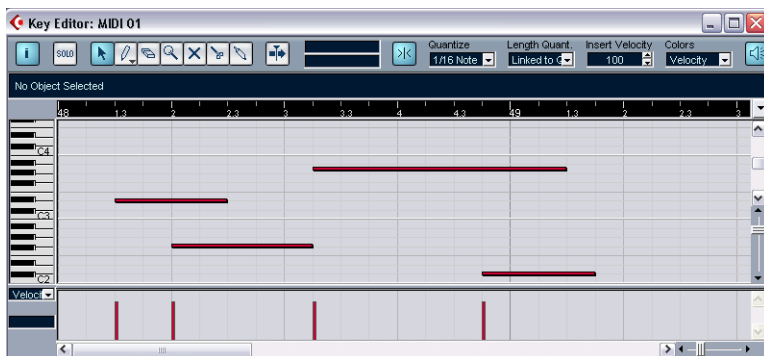 Key Editor: MIDI 01
i SOLO Quantize Length Quant. Insert Velocity Colors
1/16 Note Linked to Q 100 Velocity
No Object Selected
48 1.3 2 2.3 3 3.3 4 4.3 49 1.3 2 2.3 3
C4
C3
C2
Veloci